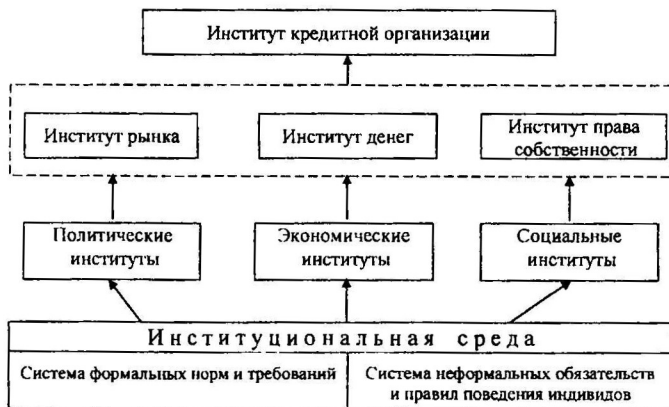 Институт кредитной организации
Институт рынка
Институт денег
Институт права
собственности
Политические
институты
Экономические
институты
Социальные
институты
Институциональная среда
Система формальных норм и требований
Система неформальных обязательств
и правил поведения индивидов